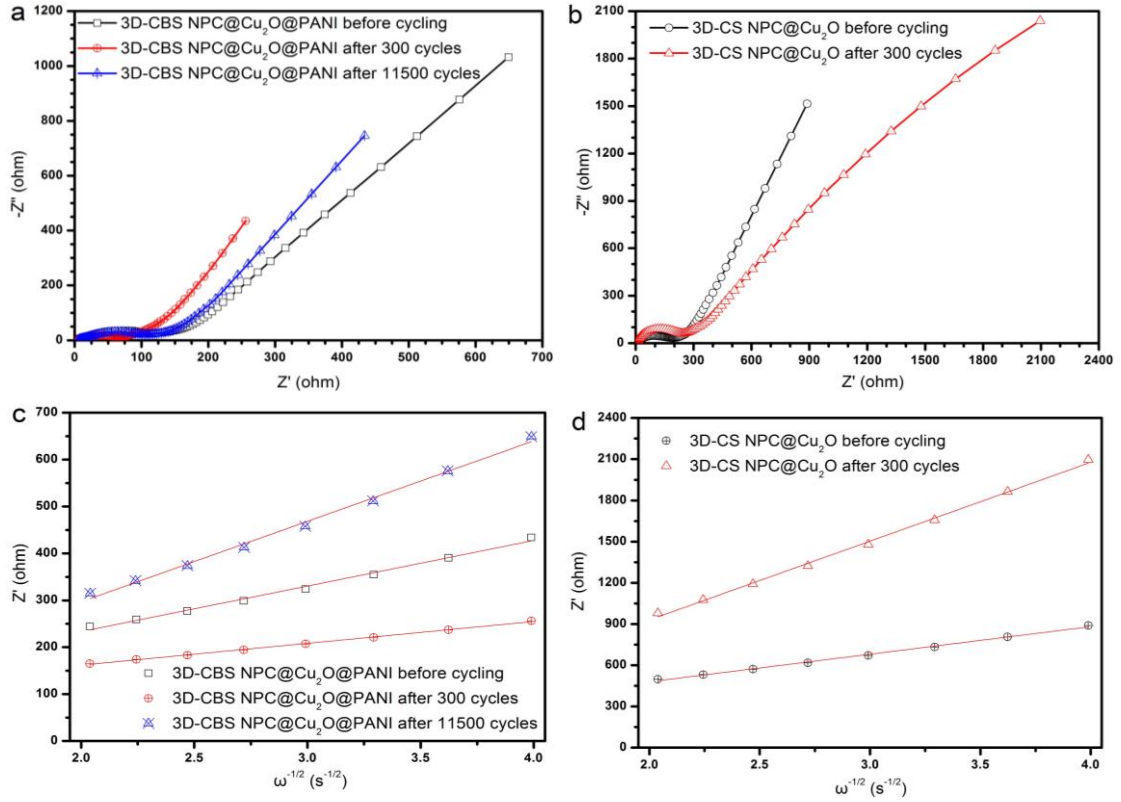 a
3D-CBS NPC@Cu₂O@PANI before cycling
3D-CBS NPC@Cu₂O@PANI after 300 cycles
3D-CBS NPC@Cu₂O@PANI after 11500 cycles
1200
1000
800
600
400
200
0
-Z'' (ohm)
0 100 200 300 400 500 600 700
Z' (ohm)
b
3D-CS NPC@Cu₂O before cycling
3D-CS NPC@Cu₂O after 300 cycles
2100
1800
1500
1200
900
600
300
0
-Z'' (ohm)
0 300 600 900 1200 1500 1800 2100 2400
Z' (ohm)
c
700
600
500
400
300
200
100
0
Z' (ohm)
3D-CBS NPC@Cu₂O@PANI before cycling
3D-CBS NPC@Cu₂O@PANI after 300 cycles
3D-CBS NPC@Cu₂O@PANI after 11500 cycles
2.0 2.5 3.0 3.5 4.0
ω⁻¹/² (s⁻¹/²)
d
3D-CS NPC@Cu₂O before cycling
3D-CS NPC@Cu₂O after 300 cycles
2400
2100
1800
1500
1200
900
600
300
0
Z' (ohm)
2.0 2.5 3.0 3.5 4.0
ω⁻¹/² (s⁻¹/²)